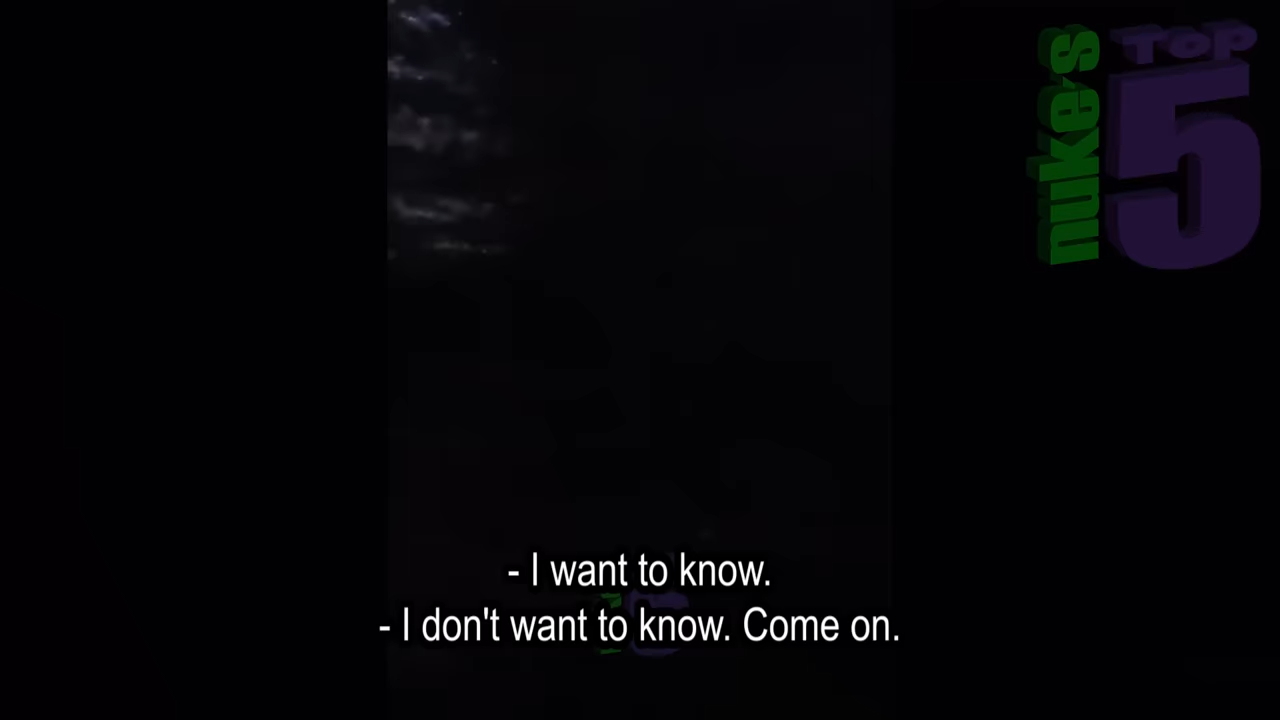 nuke's
Top
5
- I want to know.
- I don't want to know. Come on.